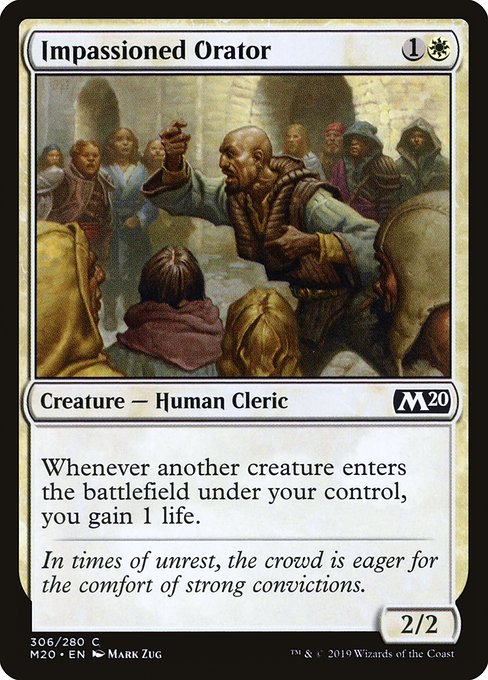 Impassioned Orator 1
Creature — Human Cleric M20
Whenever another creature enters
the battlefield under your control,
you gain 1 life.
In times of unrest, the crowd is eager for
the comfort of strong convictions.
2/2
306/280 C
M20 • EN Mark Zug ™ & © 2019 Wizards of the Coast